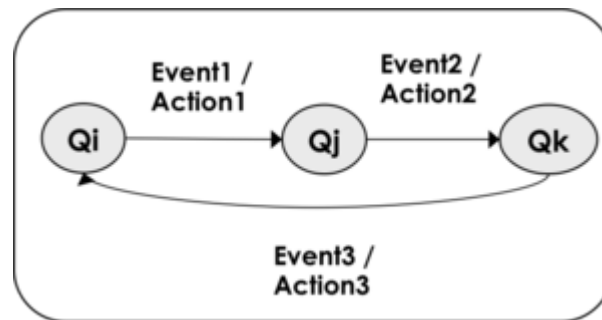 Event1 /
Action1
Event2 /
Action2
Qi
Qj
Qk
Event3 /
Action3